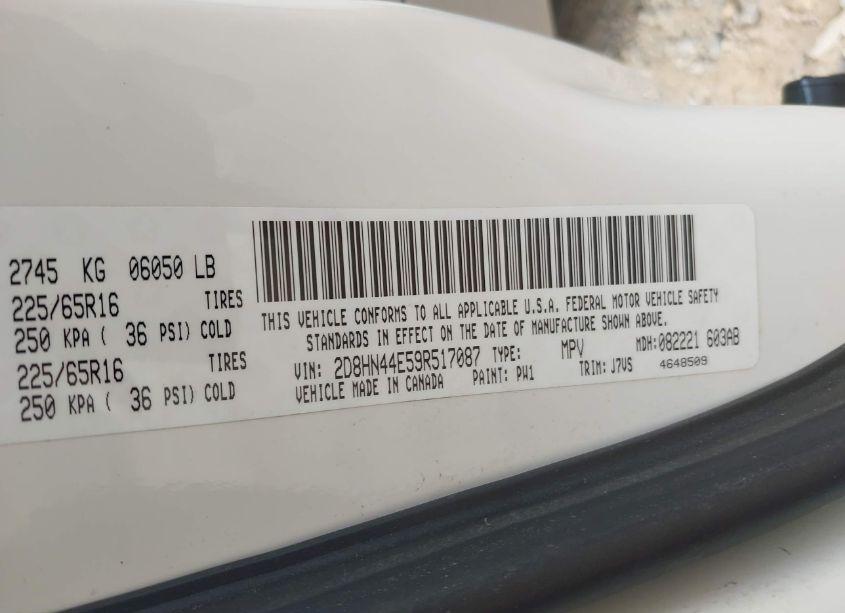 2745 KG 06050 LB
225/65R16 TIRES
250 KPA ( 36 PSI) COLD
225/65R16 TIRES
250 KPA ( 36 PSI) COLD
THIS VEHICLE CONFORMS TO ALL APPLICABLE U.S.A. FEDERAL MOTOR VEHICLE SAFETY
STANDARDS IN EFFECT ON THE DATE OF MANUFACTURE SHOWN ABOVE.
VIN: 2D8HN44E59R517087 TYPE: MPV MDH:082221 603AB
VEHICLE MADE IN CANADA PAINT: PW1 TRIM: J7VS 4648509